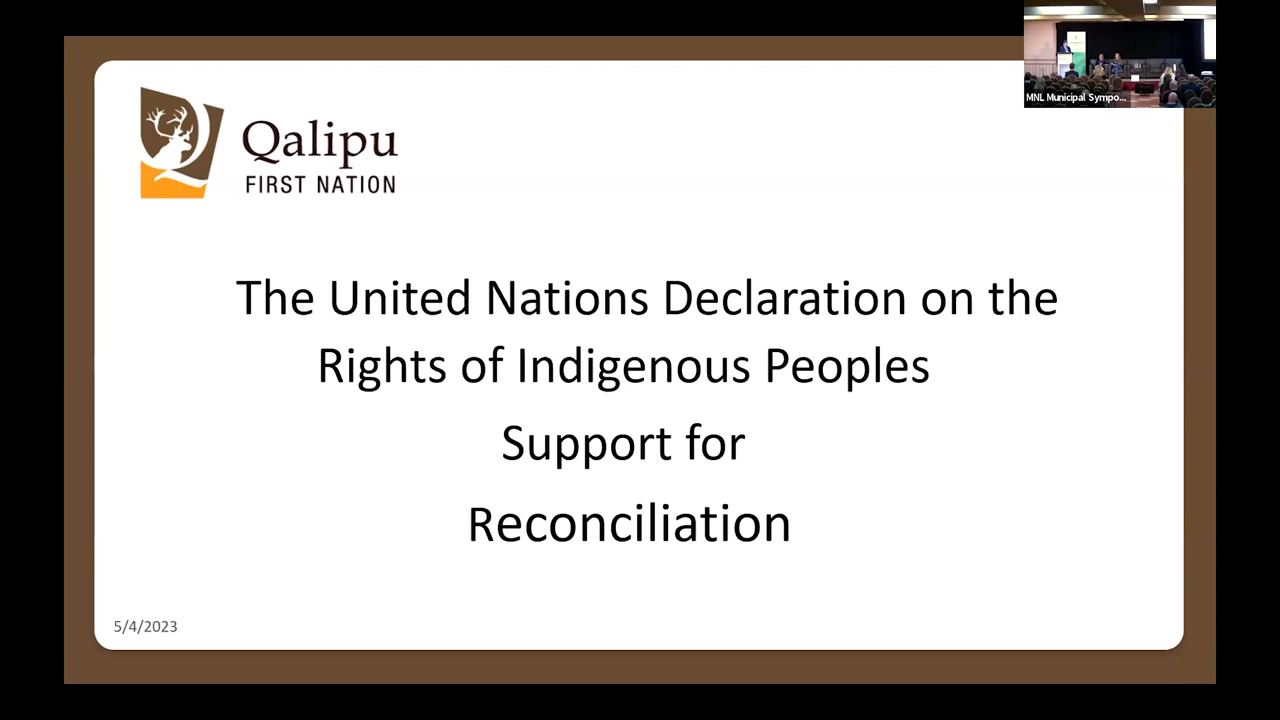 MNL Municipal Sympo...
Qalipu
FIRST NATION
The United Nations Declaration on the
Rights of Indigenous Peoples
Support for
Reconciliation
5/4/2023